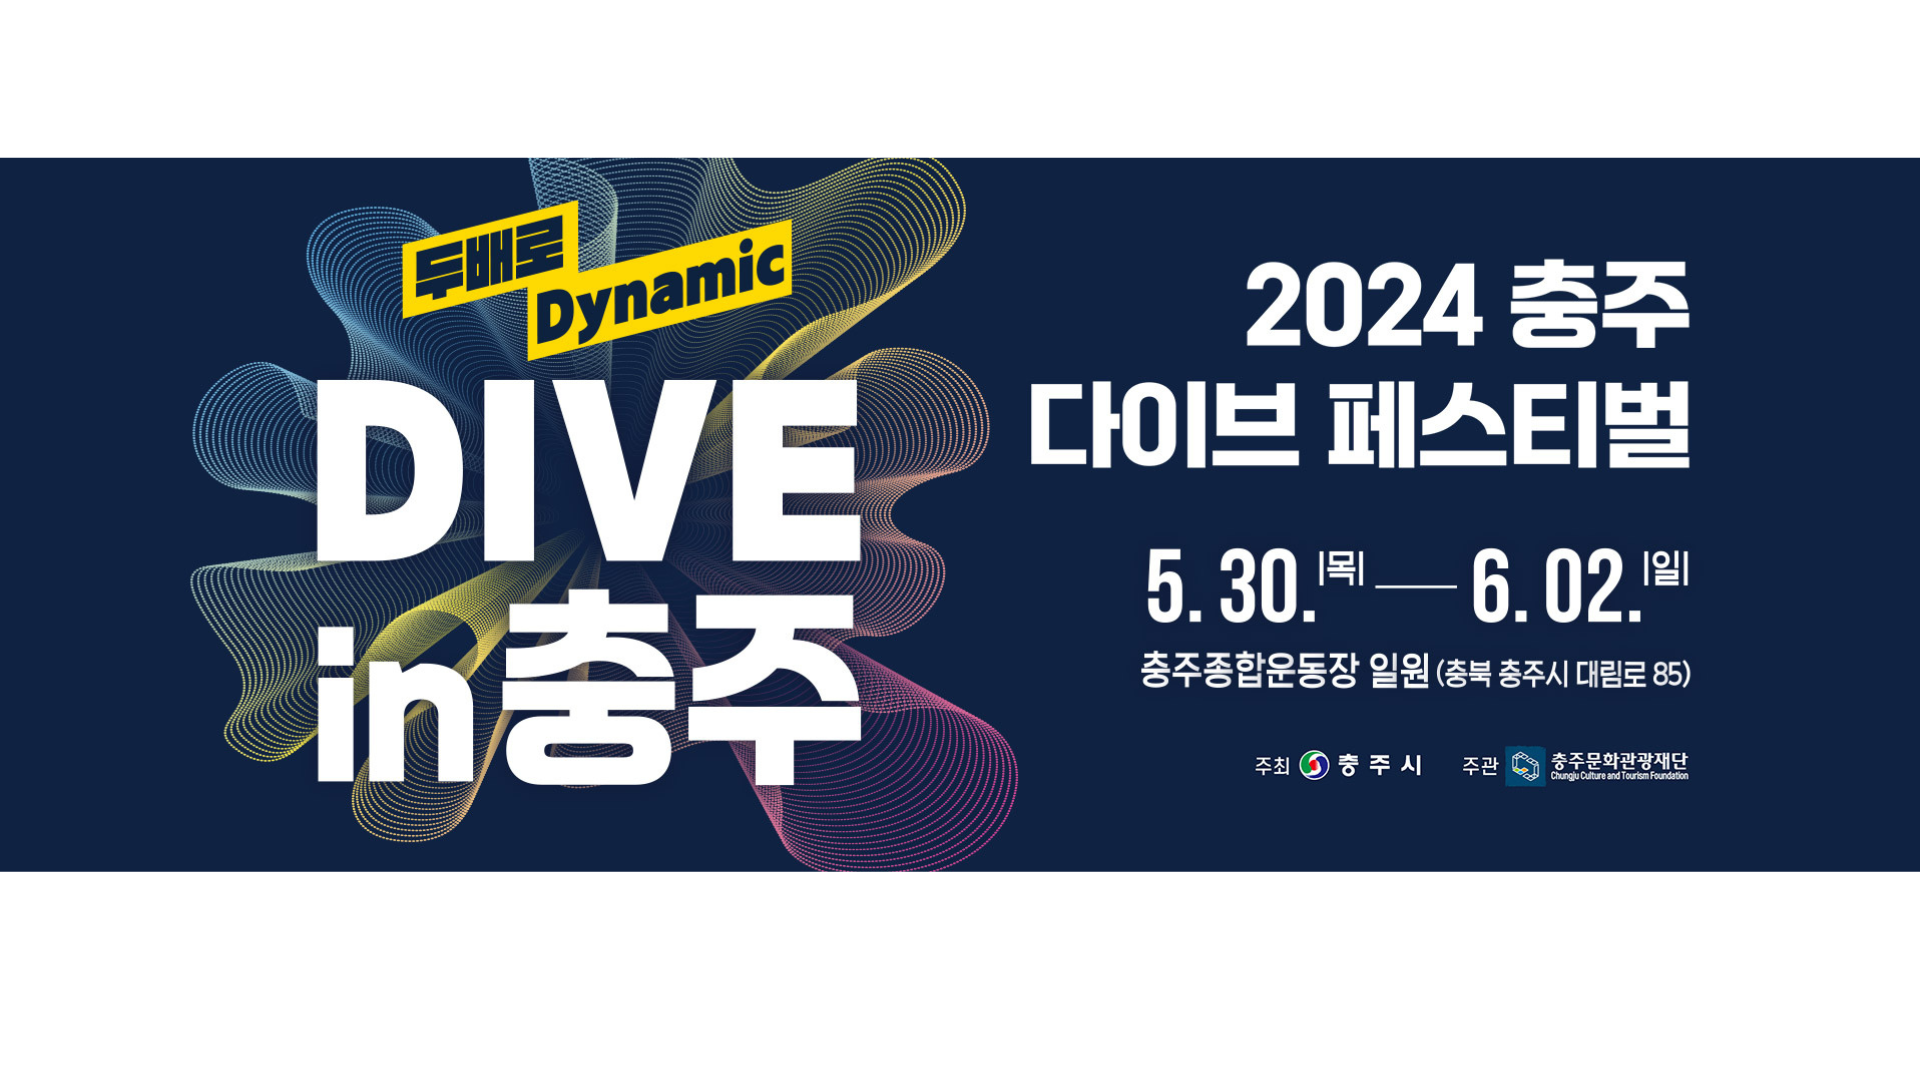 두배로
Dynamic
DIVE
in충주
2024 충주
다이브 페스티벌
5. 30. |목| — 6. 02. |일|
충주종합운동장 일원 (충북 충주시 대림로 85)
주최 충주시 주관 충주문화관광재단
Chungju Culture and Tourism Foundation